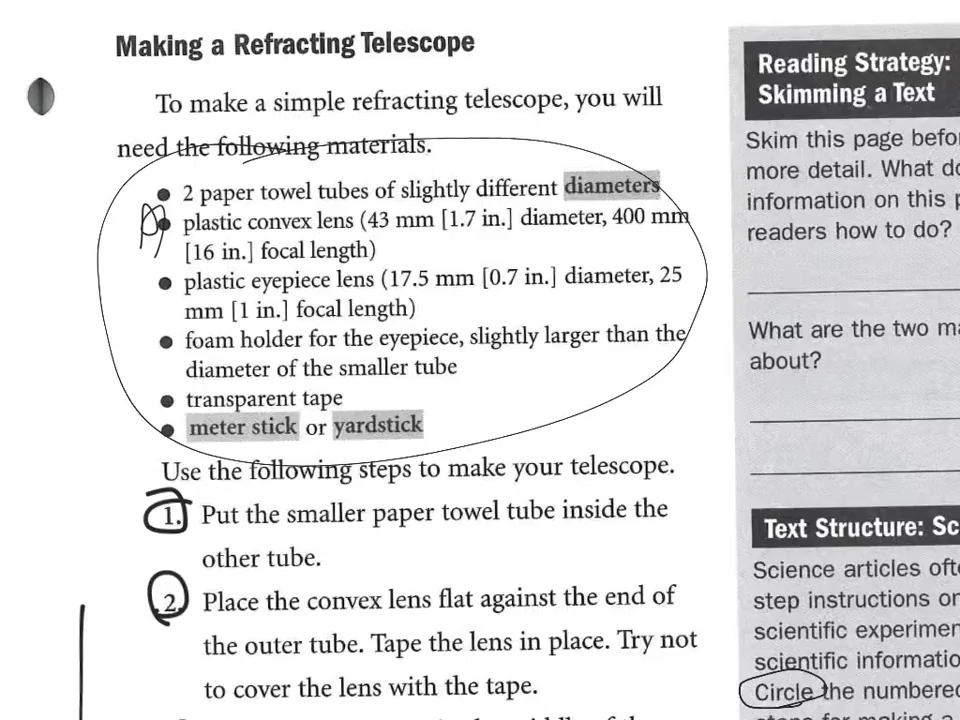 Making a Refracting Telescope
To make a simple refracting telescope, you will
need the following materials.
● 2 paper towel tubes of slightly different diameters
● plastic convex lens (43 mm [1.7 in.] diameter, 400 mm
[16 in.] focal length)
● plastic eyepiece lens (17.5 mm [0.7 in.] diameter, 25
mm [1 in.] focal length)
● foam holder for the eyepiece, slightly larger than the
diameter of the smaller tube
● transparent tape
● meter stick or yardstick
Use the following steps to make your telescope.
1. Put the smaller paper towel tube inside the
other tube.
2. Place the convex lens flat against the end of
the outer tube. Tape the lens in place. Try not
to cover the lens with the tape.
Reading Strategy:
Skimming a Text
Skim this page
more detail. What
information on this
readers how to do?
What are the two
about?
Text Structure:
Science articles
step instructions
scientific
scientific
Circle the numbered